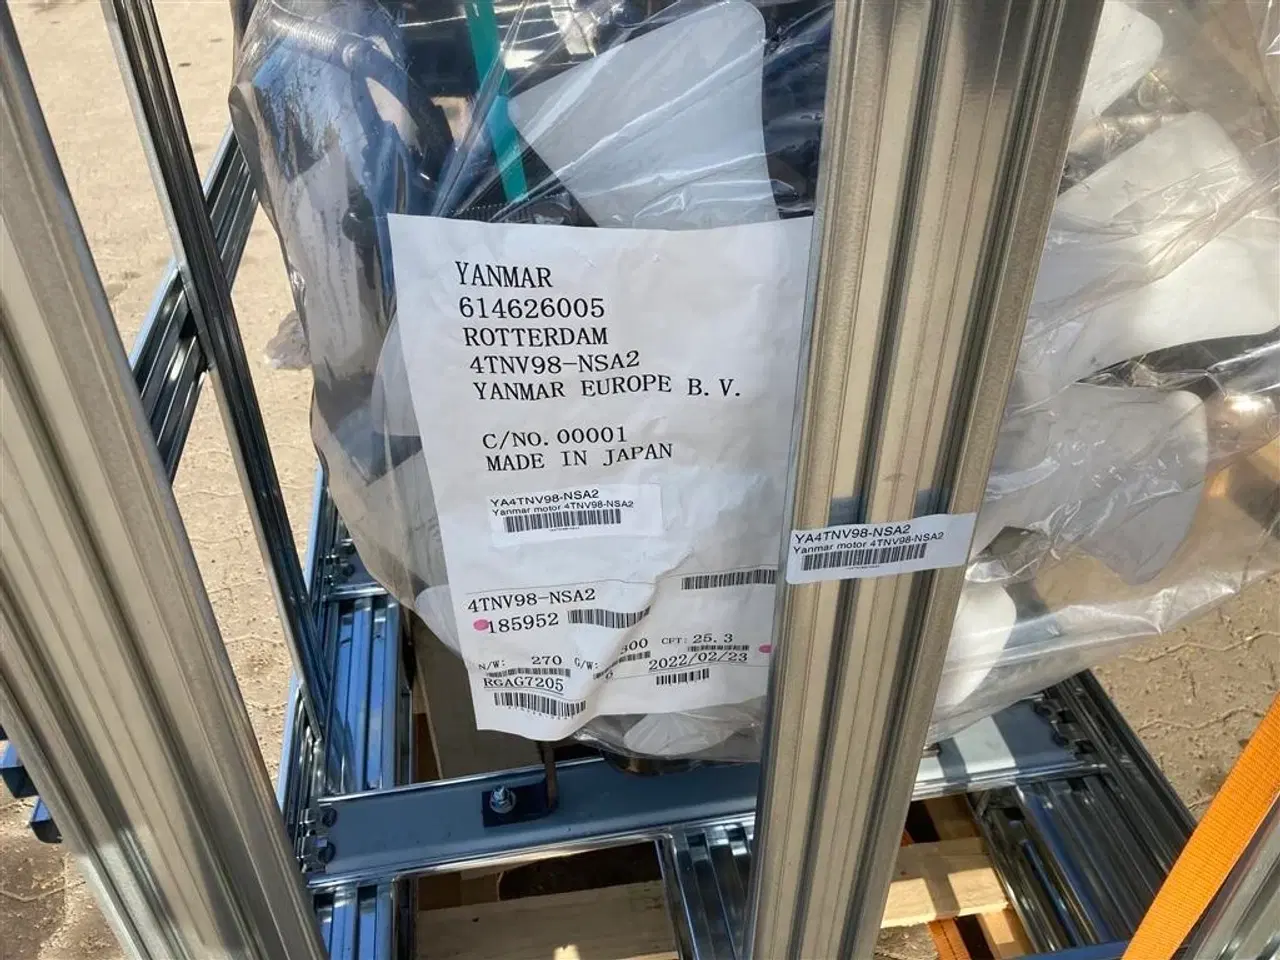 YANMAR
614626005
ROTTERDAM
4TNV98-NSA2
YANMAR EUROPE B.V.
C/NO. 00001
MADE IN JAPAN
YA4TNV98-NSA2
Yanmar motor 4TNV98-NSA2
4TNV98-NSA2
185952
N/W: 270 G/W: 300 CFT: 25.3
2022/02/23
RGAG7205
YA4TNV98-NSA2
Yanmar motor 4TNV98-NSA2